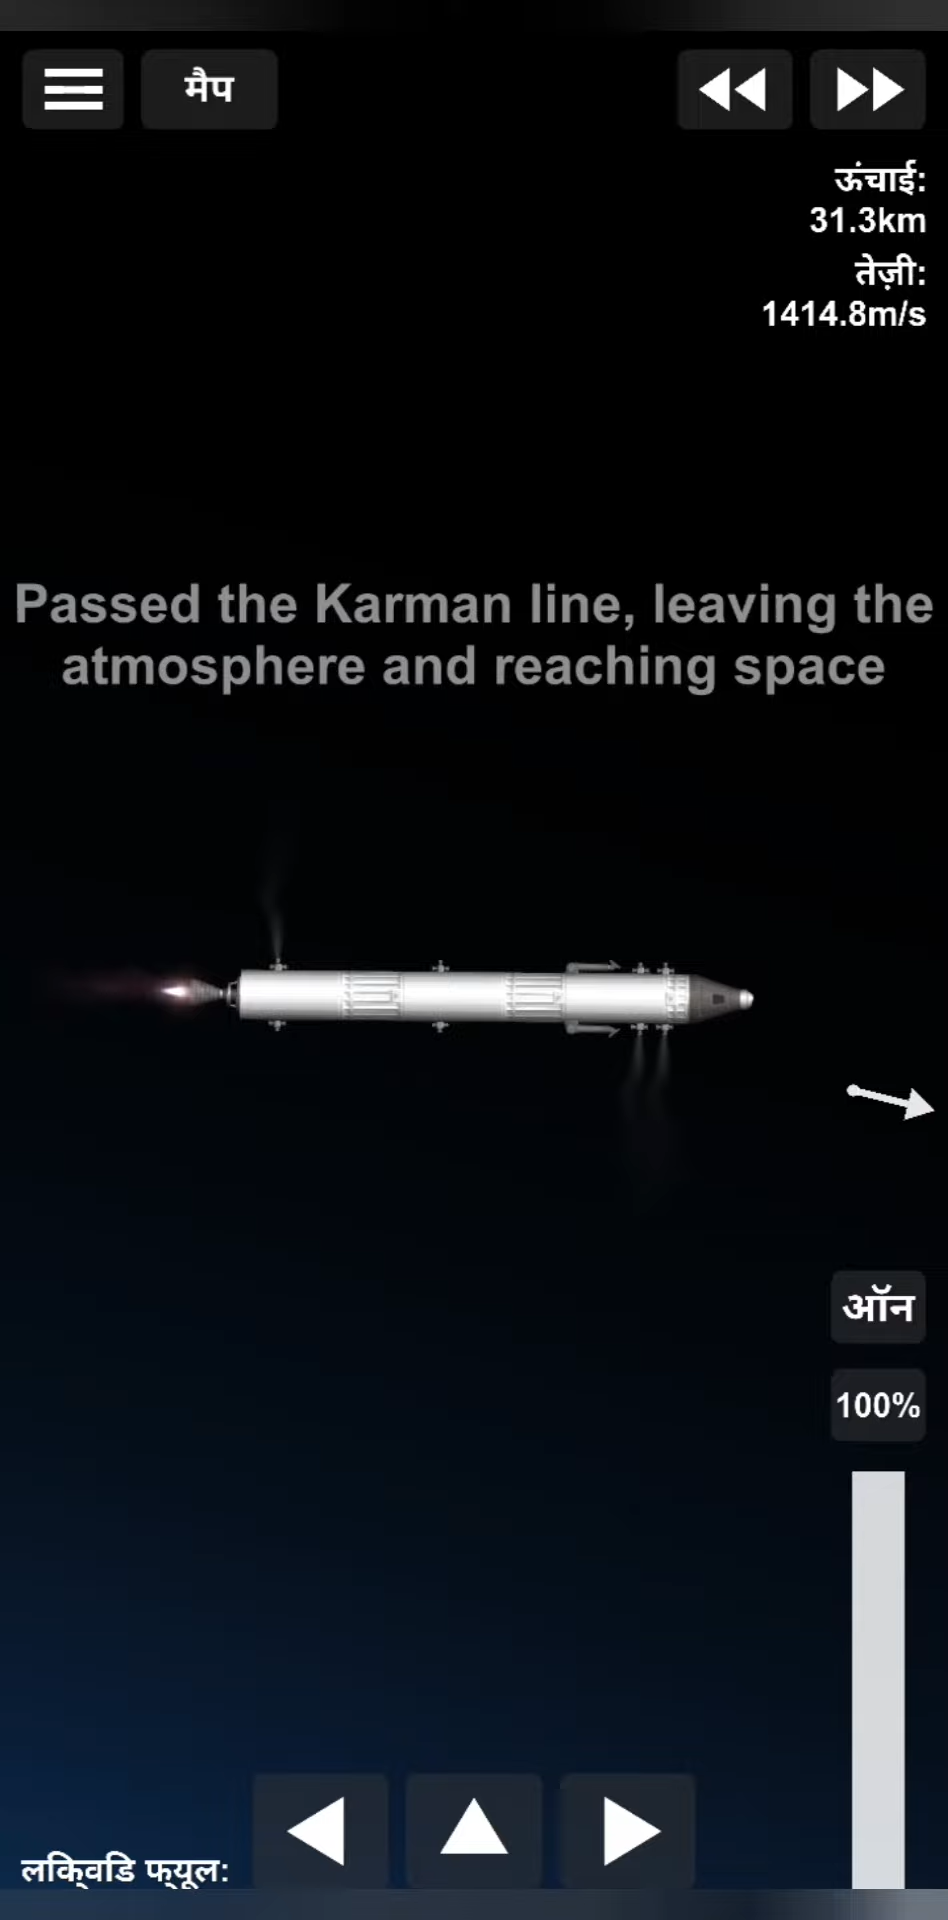 मैप
ऊंचाई:
31.3km
तेज़ी:
1414.8m/s
Passed the Karman line, leaving the
atmosphere and reaching space
ऑन
100%
लिक्विडि फ्यूल: